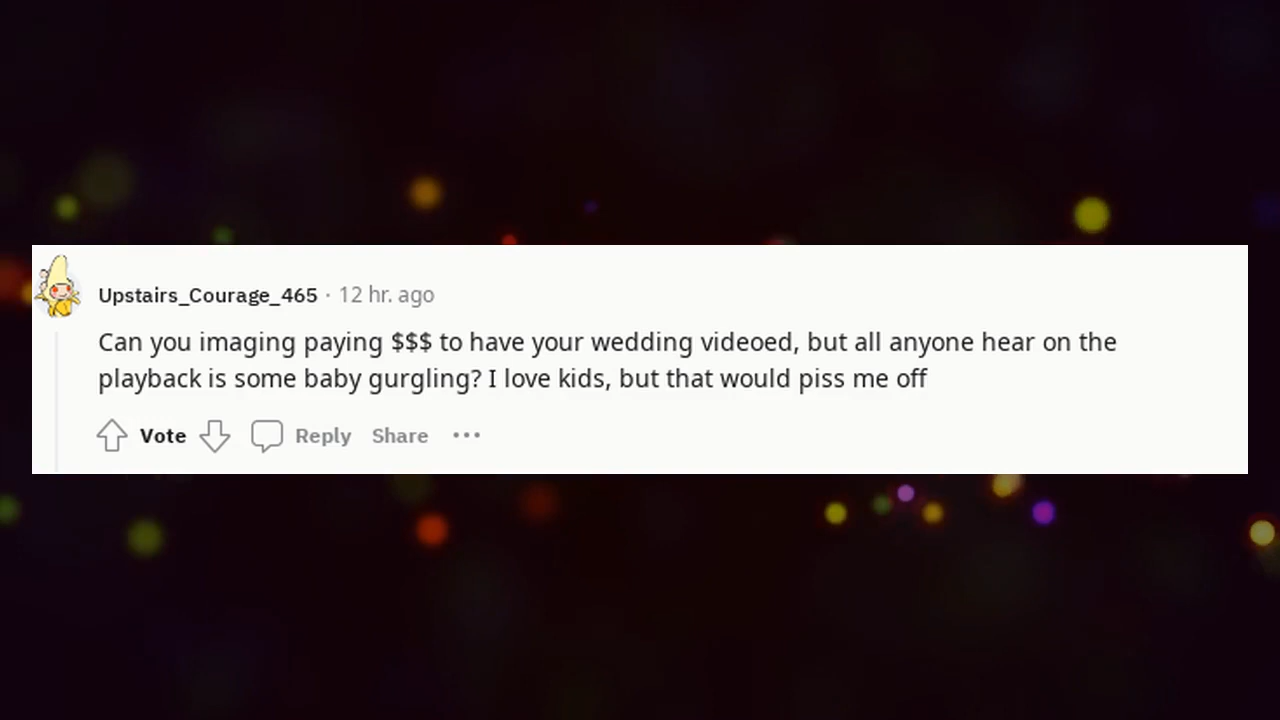 Upstairs_Courage_465 · 12 hr. ago
Can you imaging paying $$$ to have your wedding videoed, but all anyone hear on the
playback is some baby gurgling? I love kids, but that would piss me off
Vote Reply Share •••